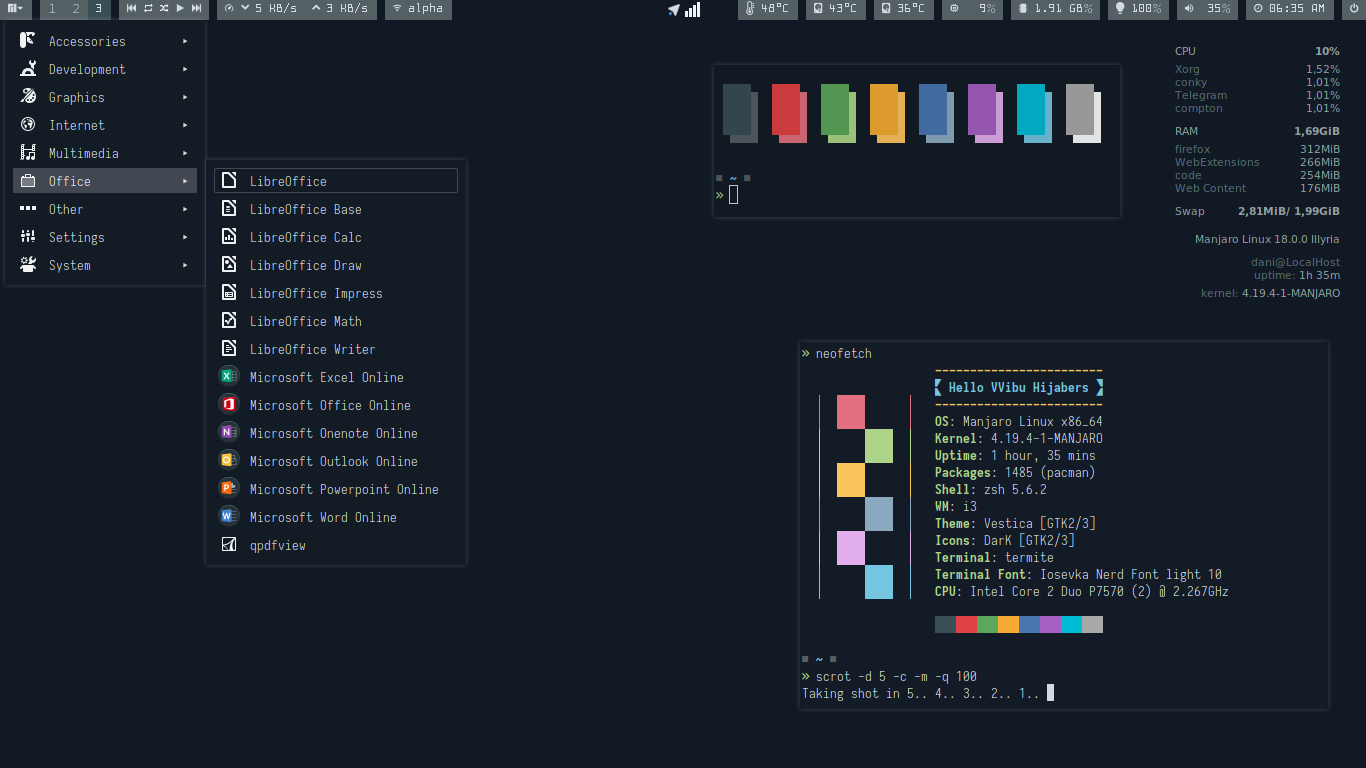 1 2 3 5 KB/s 3 KB/s alpha 48°C 43°C 36°C 9% 1.91 GB% 100% 35% 06:35 AM
Accessories
Development
Graphics
Internet
Multimedia
Office
Other
Settings
System
LibreOffice
LibreOffice Base
LibreOffice Calc
LibreOffice Draw
LibreOffice Impress
LibreOffice Math
LibreOffice Writer
Microsoft Excel Online
Microsoft Office Online
Microsoft Onenote Online
Microsoft Outlook Online
Microsoft Powerpoint Online
Microsoft Word Online
qpdfview
~
»
CPU 10%
Xorg 1,52%
conky 1,01%
Telegram 1,01%
compton 1,01%
RAM 1,69GiB
firefox 312MiB
WebExtensions 266MiB
code 254MiB
Web Content 176MiB
Swap 2,81MiB/ 1,99GiB
Manjaro Linux 18.0.0 Illyria
dani@LocalHost
uptime: 1h 35m
kernel: 4.19.4-1-MANJARO
» neofetch
------------------------
Hello VVibu Hijabers
------------------------
OS: Manjaro Linux x86_64
Kernel: 4.19.4-1-MANJARO
Uptime: 1 hour, 35 mins
Packages: 1485 (pacman)
Shell: zsh 5.6.2
WM: i3
Theme: Vestica [GTK2/3]
Icons: DarK [GTK2/3]
Terminal: termite
Terminal Font: Iosevka Nerd Font light 10
CPU: Intel Core 2 Duo P7570 (2) @ 2.267GHz
~
» scrot -d 5 -c -m -q 100
Taking shot in 5.. 4.. 3.. 2.. 1..